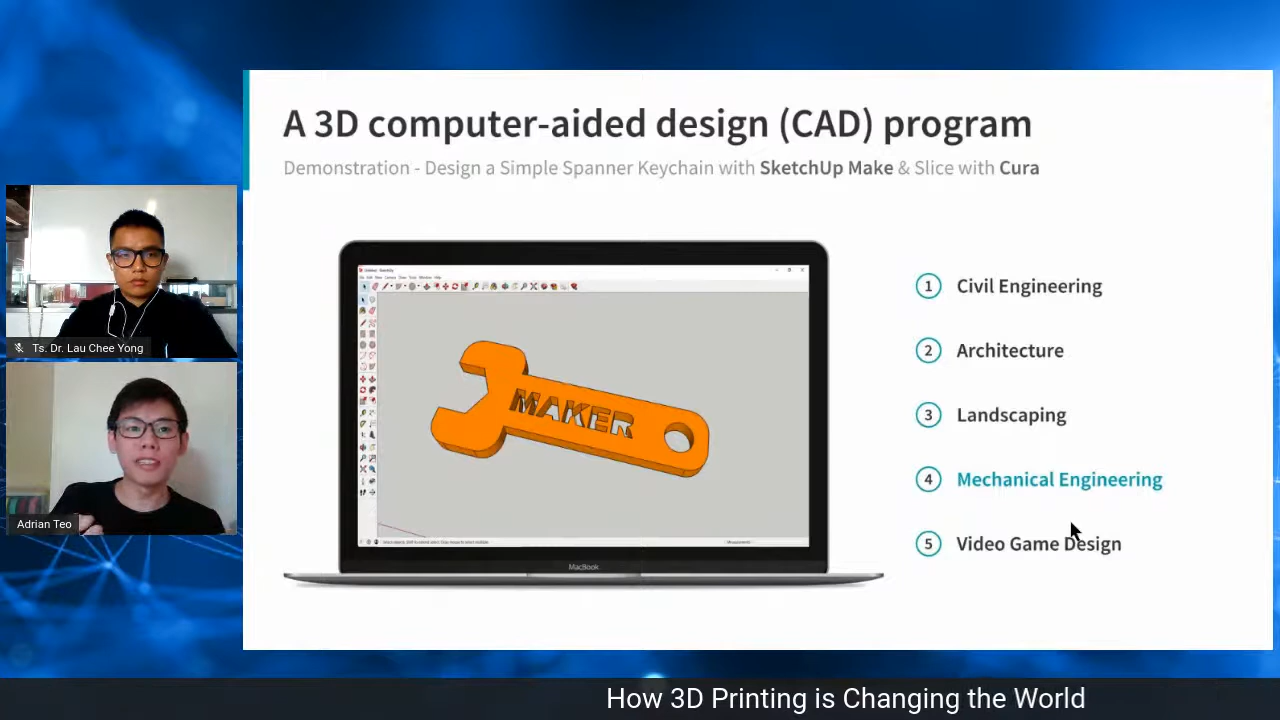 A 3D computer-aided design (CAD) program
Demonstration - Design a Simple Spanner Keychain with SketchUp Make & Slice with Cura
Ts. Dr. Lau Chee Yong
Adrian Teo
MAKER
MacBook
1 Civil Engineering
2 Architecture
3 Landscaping
4 Mechanical Engineering
5 Video Game Design
How 3D Printing is Changing the World